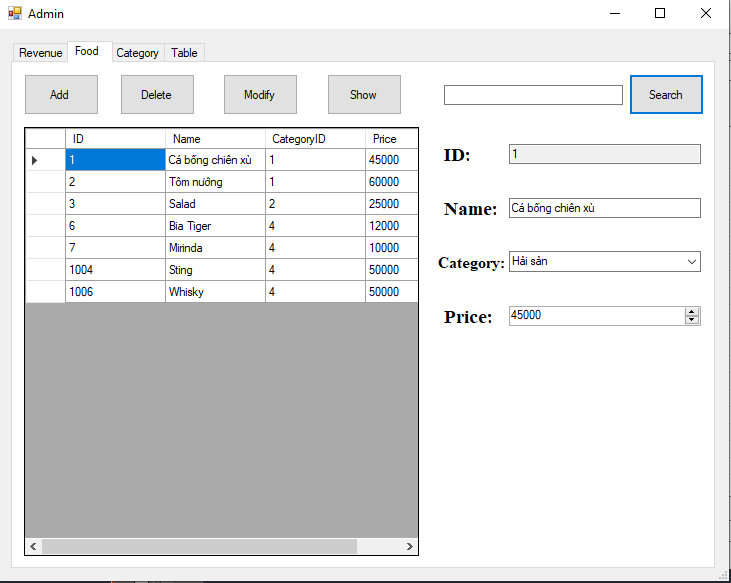 Admin
Revenue Food Category Table
Add Delete Modify Show Search
ID Name CategoryID Price
1 Cá bống chiên xù 1 45000
2 Tôm nướng 1 60000
3 Salad 2 25000
6 Bia Tiger 4 12000
7 Mirinda 4 10000
1004 Sting 4 50000
1006 Whisky 4 50000
ID: 1
Name: Cá bống chiên xù
Category: Hải sản
Price: 45000